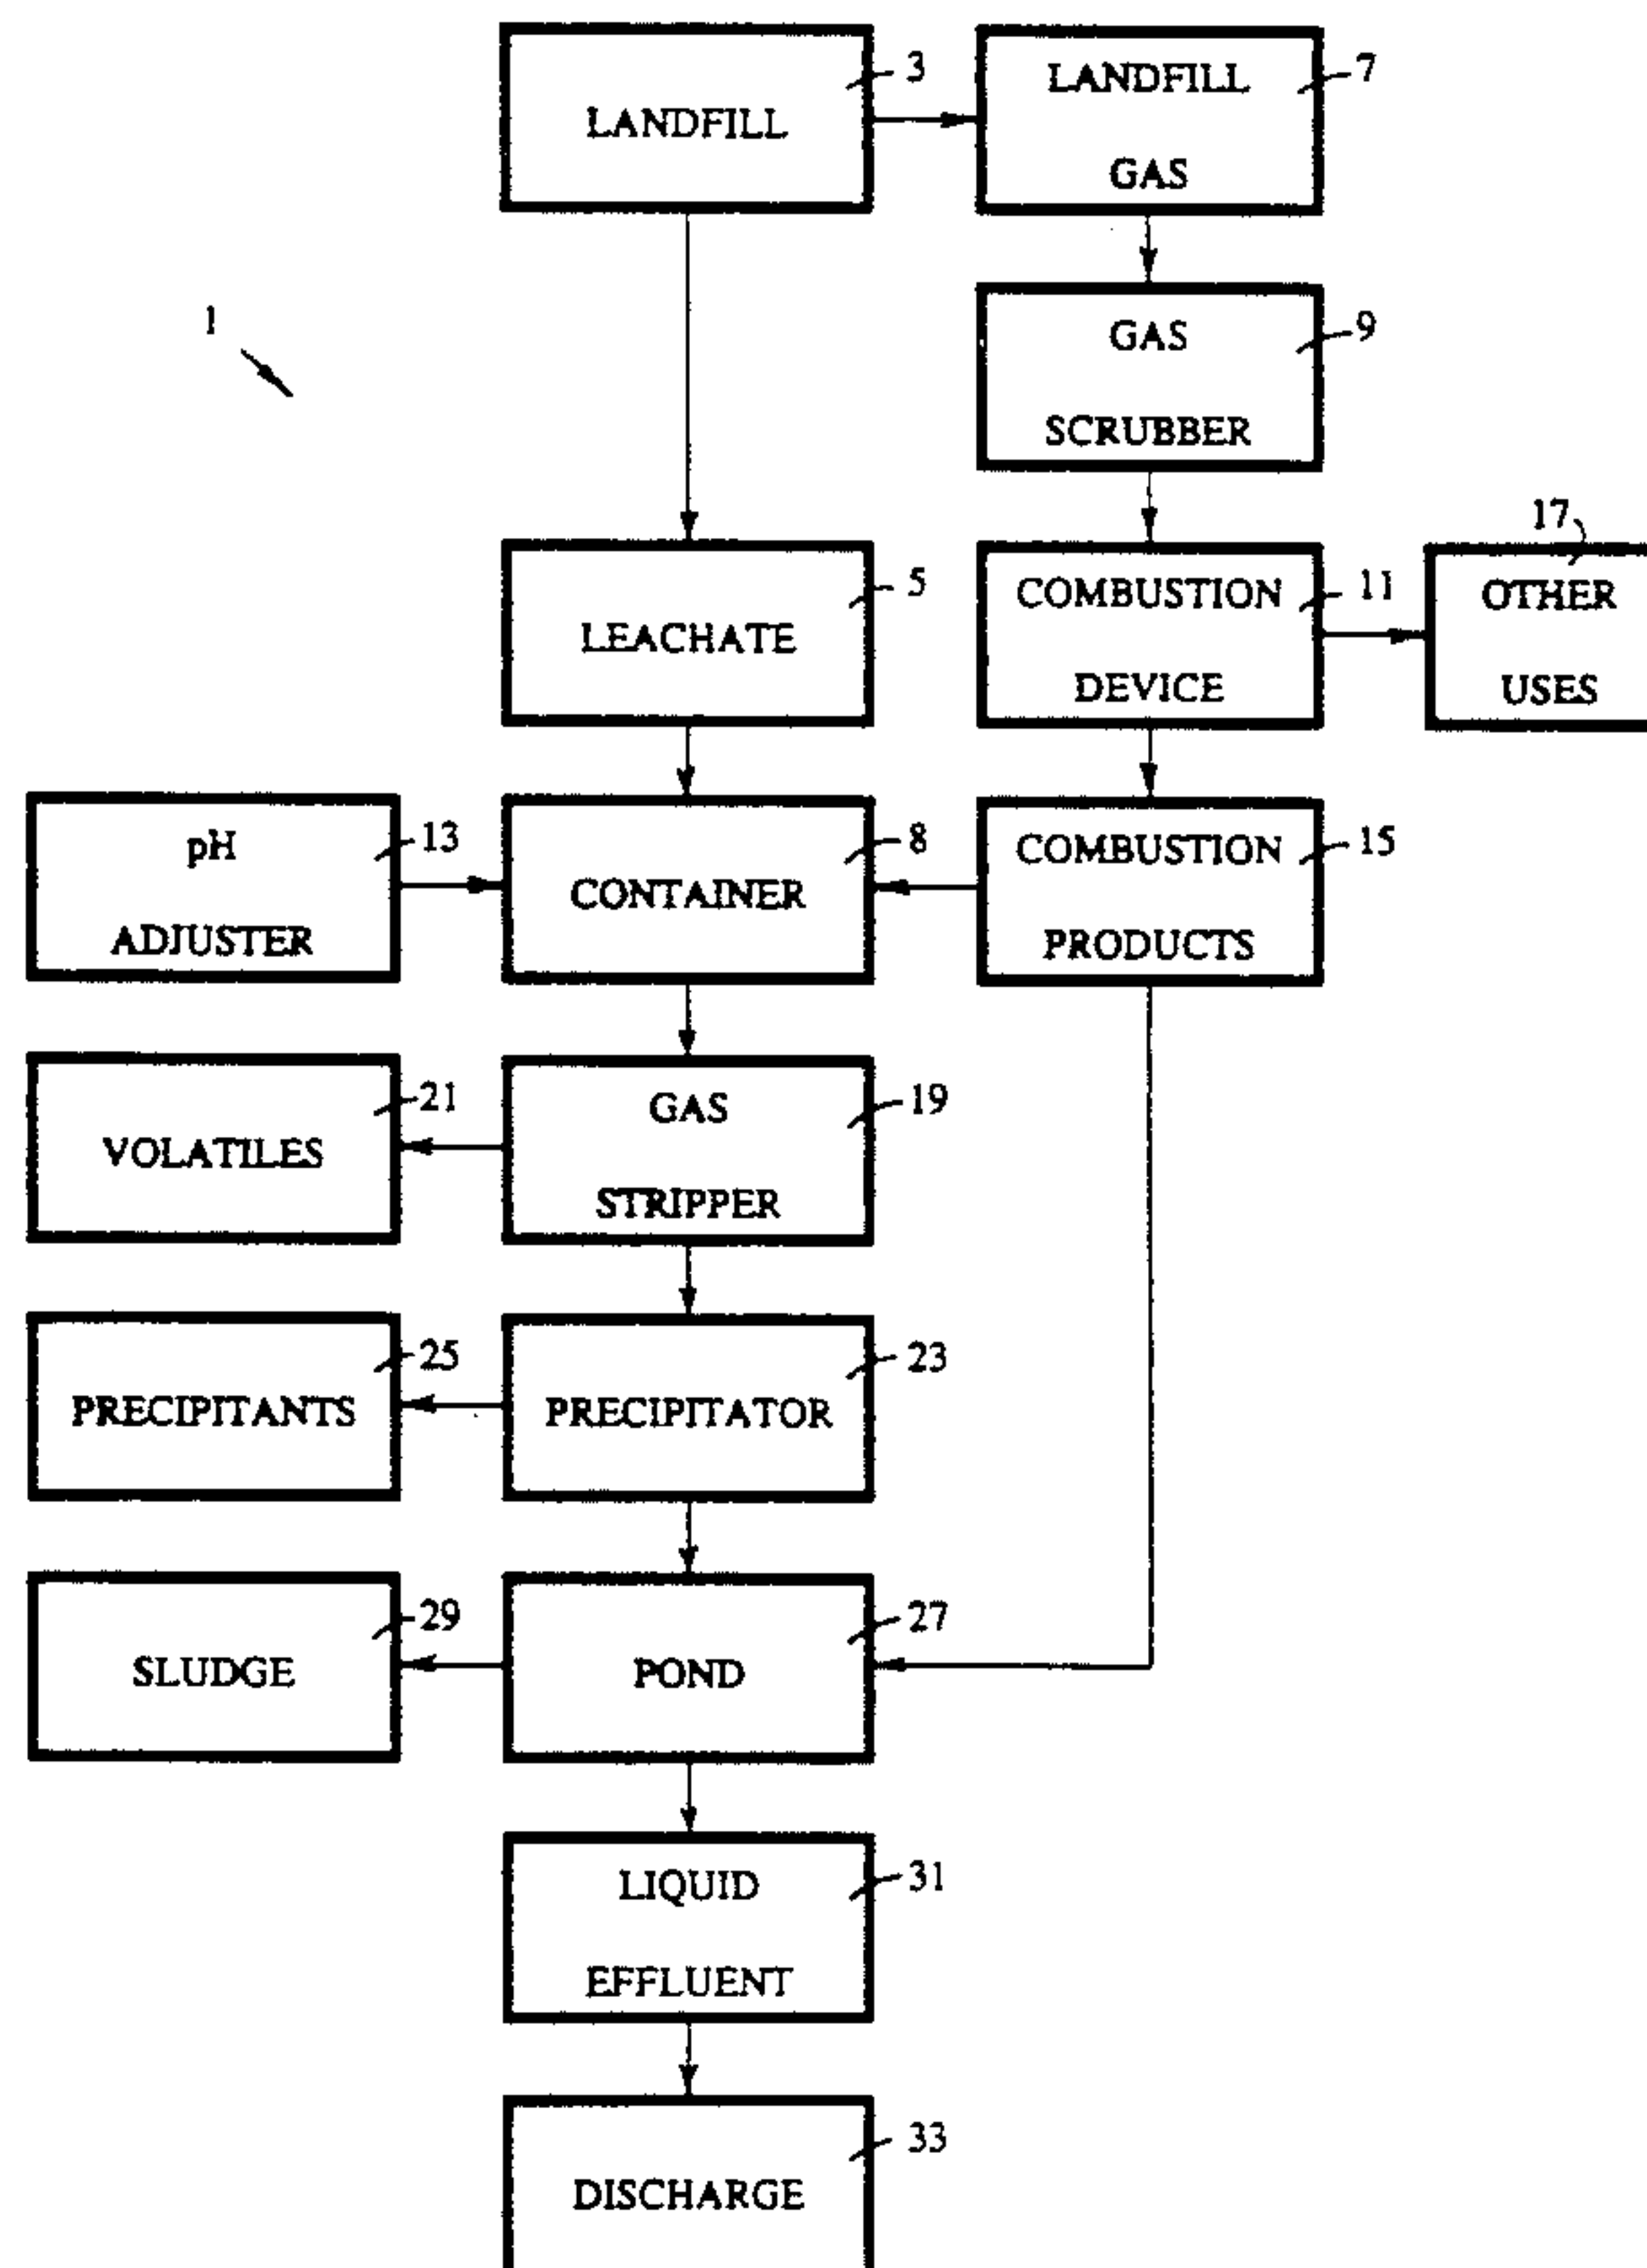 3
LANDFILL
7
LANDFILL
GAS
1
9
GAS
SCRUBBER
5
LEACHATE
11
COMBUSTION
DEVICE
17
OTHER
USES
13
pH
ADJUSTER
8
CONTAINER
15
COMBUSTION
PRODUCTS
21
VOLATILES
19
GAS
STRIPPER
25
PRECIPITANTS
23
PRECIPITATOR
29
SLUDGE
27
POND
31
LIQUID
EFFLUENT
33
DISCHARGE